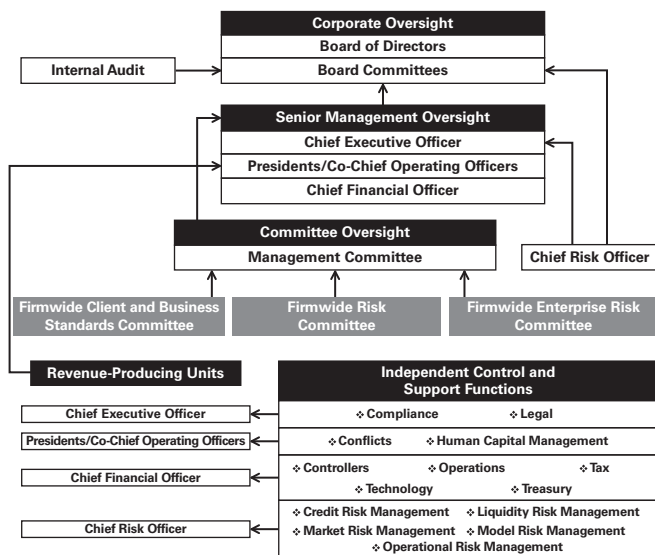 Corporate Oversight
Board of Directors
Internal Audit
Board Committees
Senior Management Oversight
Chief Executive Officer
Presidents/Co-Chief Operating Officers
Chief Financial Officer
Committee Oversight
Management Committee
Chief Risk Officer
Firmwide Client and Business
Standards Committee
Firmwide Risk
Committee
Firmwide Enterprise Risk
Committee
Revenue-Producing Units
Independent Control and
Support Functions
Chief Executive Officer
❖ Compliance ❖ Legal
Presidents/Co-Chief Operating Officers
❖ Conflicts ❖ Human Capital Management
Chief Financial Officer
❖ Controllers ❖ Operations ❖ Tax
❖ Technology ❖ Treasury
Chief Risk Officer
❖ Credit Risk Management ❖ Liquidity Risk Management
❖ Market Risk Management ❖ Model Risk Management
❖ Operational Risk Management